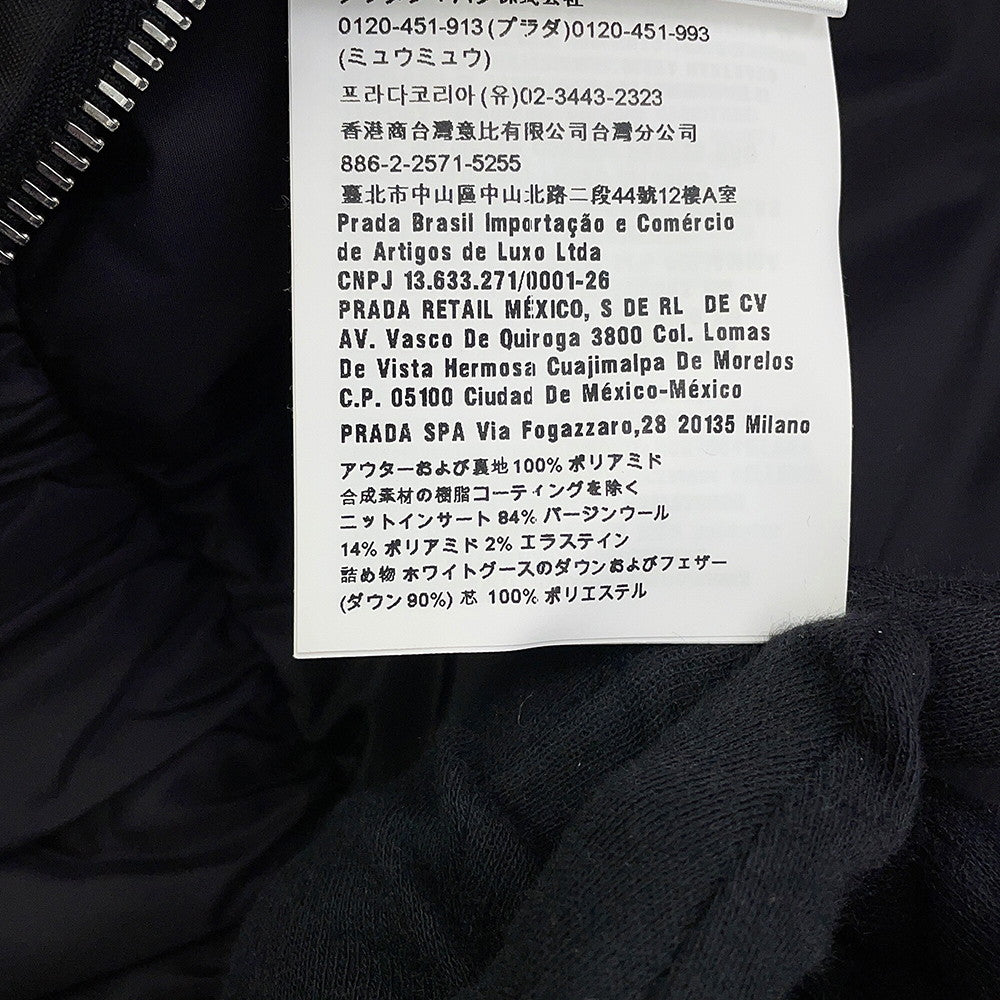 0120-451-913(プラダ)0120-451-993
(ミュウミュウ)
프라다코리아(유)02-3443-2323
香港商台灣意比有限公司台灣分公司
886-2-2571-5255
臺北市中山區中山北路二段44號12樓A室
Prada Brasil Importação e Comércio
de Artigos de Luxo Ltda
CNPJ 13.633.271/0001-26
PRADA RETAIL MÉXICO, S DE RL DE CV
AV. Vasco De Quiroga 3800 Col. Lomas
De Vista Hermosa Cuajimalpa De Morelos
C.P. 05100 Ciudad De México-México
PRADA SPA Via Fogazzaro,28 20135 Milano
アウターおよび裏地100% ポリアミド
合成素材の樹脂コーティングを除く
ニットインサート 84% バージンウール
14% ポリアミド 2% エラステイン
詰め物 ホワイトグースのダウンおよびフェザー
(ダウン 90%) 芯 100% ポリエステル